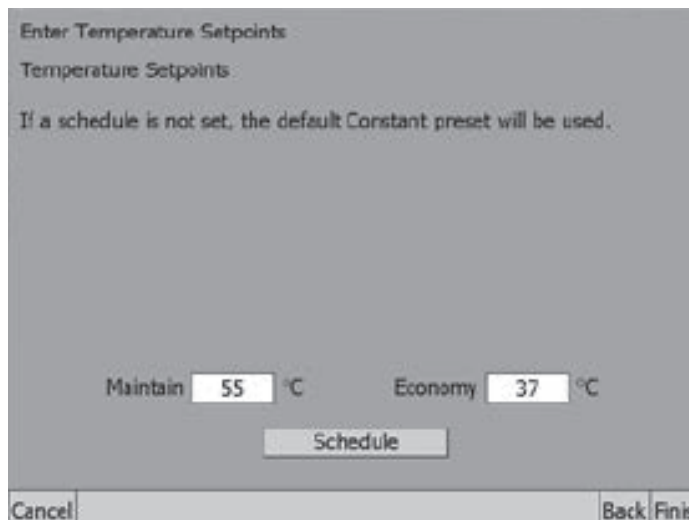 Enter Temperature Setpoints
Temperature Setpoints
If a schedule is not set, the default Constant preset will be used.
Maintain 55 °C Economy 37 °C
Schedule
Cancel Back Finis